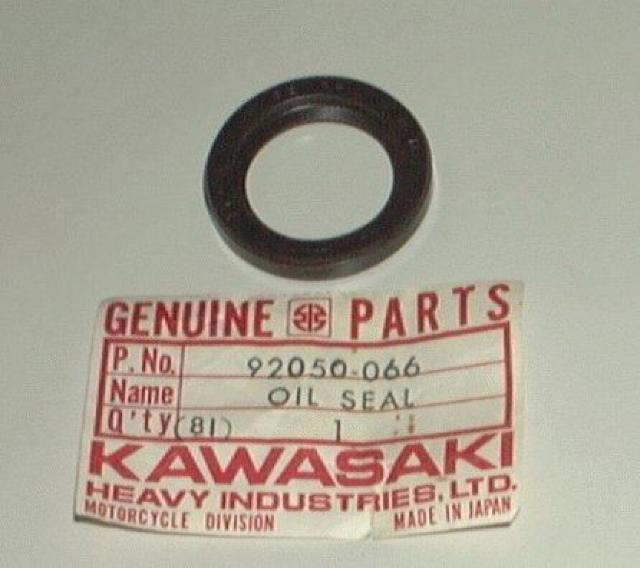 GENUINE PARTS
P. No. 92050-066
Name OIL SEAL
Q'ty (81) 1
KAWASAKI
HEAVY INDUSTRIES, LTD.
MOTORCYCLE DIVISION MADE IN JAPAN